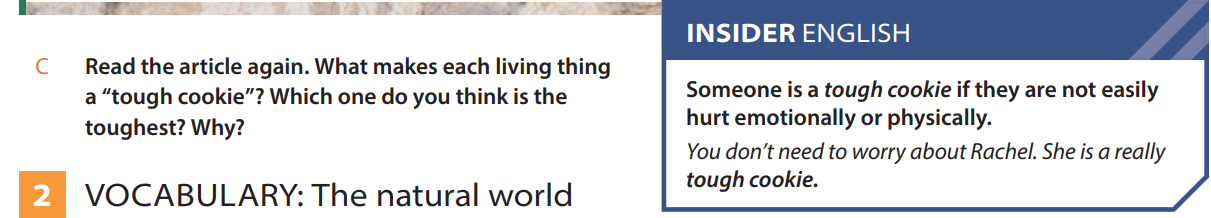 C Read the article again. What makes each living thing
a “tough cookie”? Which one do you think is the
toughest? Why?
2 VOCABULARY: The natural world
INSIDER ENGLISH
Someone is a tough cookie if they are not easily
hurt emotionally or physically.
You don’t need to worry about Rachel. She is a really
tough cookie.